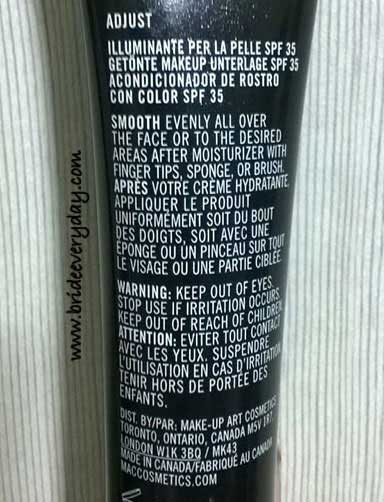 ADJUST
ILLUMINANTE PER LA PELLE SPF 35
GETÖNTE MAKEUP UNTERLAGE SPF 35
ACONDICIONADOR DE ROSTRO
CON COLOR SPF 35
SMOOTH EVENLY ALL OVER
THE FACE OR TO THE DESIRED
AREAS AFTER MOISTURIZER WITH
FINGER TIPS, SPONGE, OR BRUSH.
APRÈS VOTRE CRÈME HYDRATANTE,
APPLIQUER LE PRODUIT
UNIFORMÉMENT SOIT DU BOUT
DES DOIGTS, SOIT AVEC UNE
ÉPONGE OU UN PINCEAU SUR TOUT
LE VISAGE OU UNE PARTIE CIBLÉE.
WARNING: KEEP OUT OF EYES.
STOP USE IF IRRITATION OCCURS.
KEEP OUT OF REACH OF CHILDREN.
ATTENTION: EVITER TOUT CONTACT
AVEC LES YEUX. SUSPENDRE
L'UTILISATION EN CAS D'IRRITATION.
TENIR HORS DE PORTÉE DES
ENFANTS.
DIST. BY/PAR: MAKE-UP ART COSMETICS
TORONTO, ONTARIO, CANADA M5V 1R7.
LONDON W1K 3BQ / MK43
MADE IN CANADA/FABRIQUÉ AU CANADA
MACCOSMETICS.COM
www.brideeveryday.com